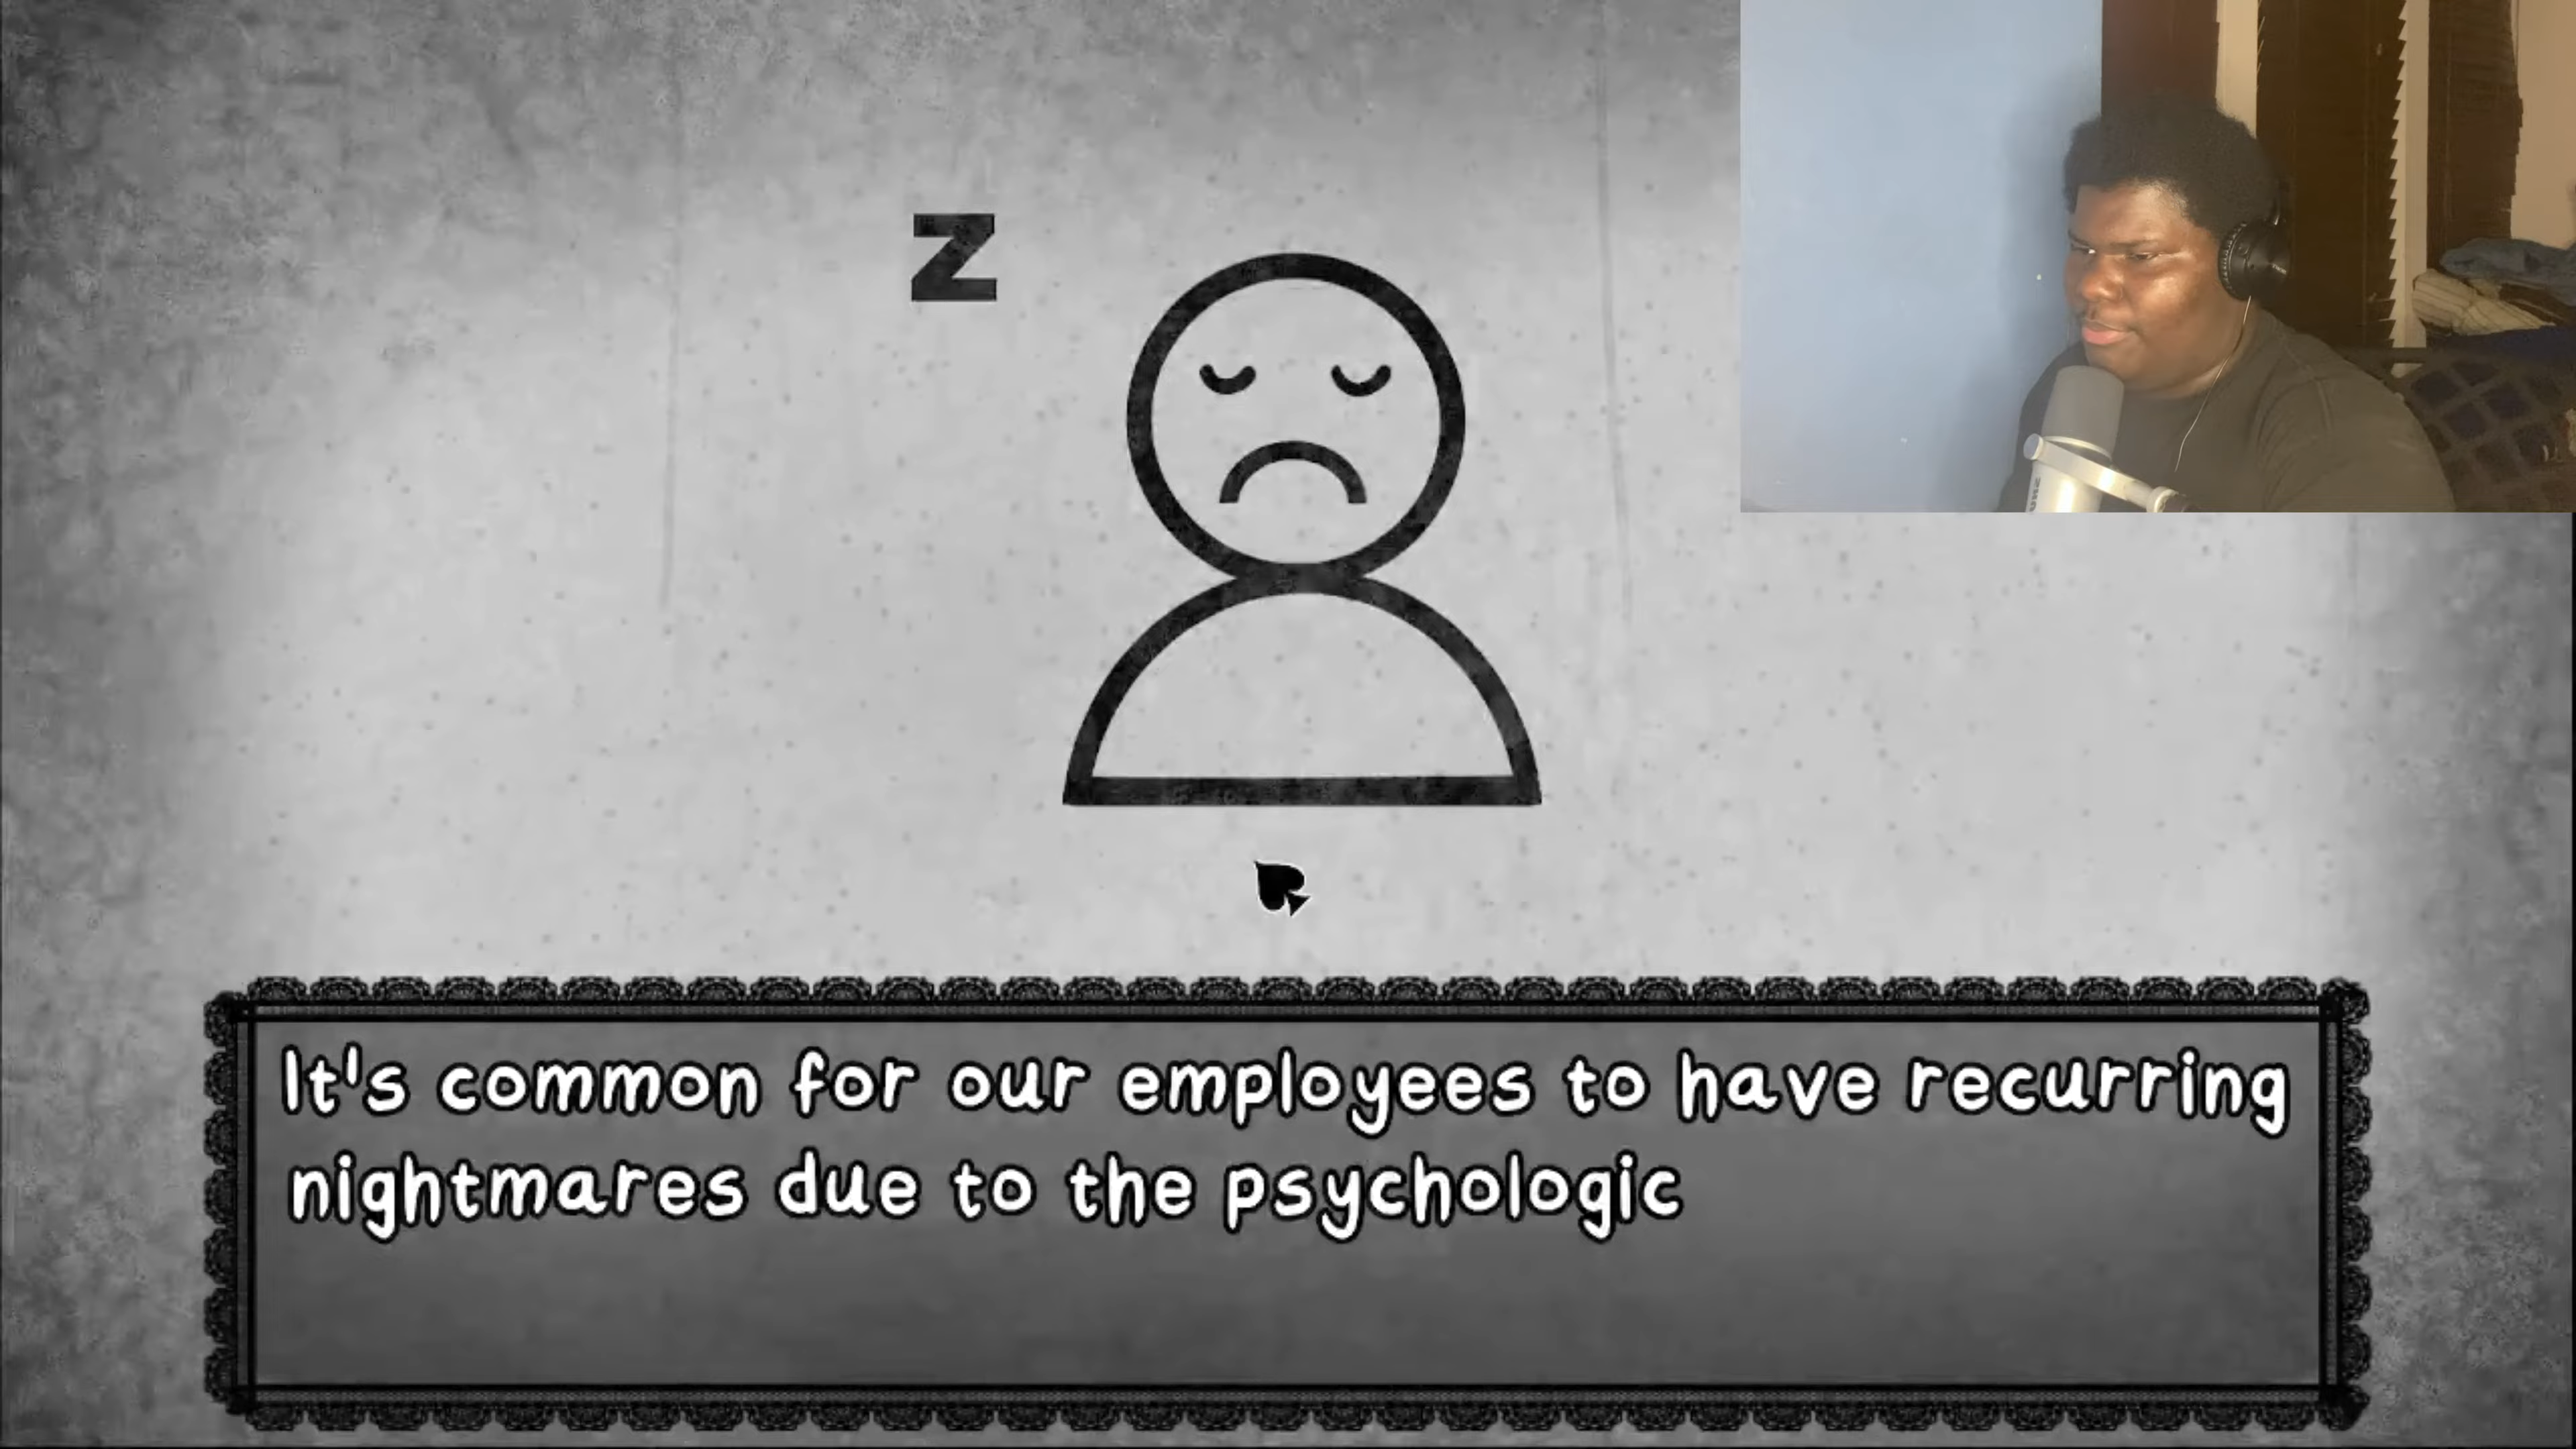 Z
It's common for our employees to have recurring
nightmares due to the psychologic